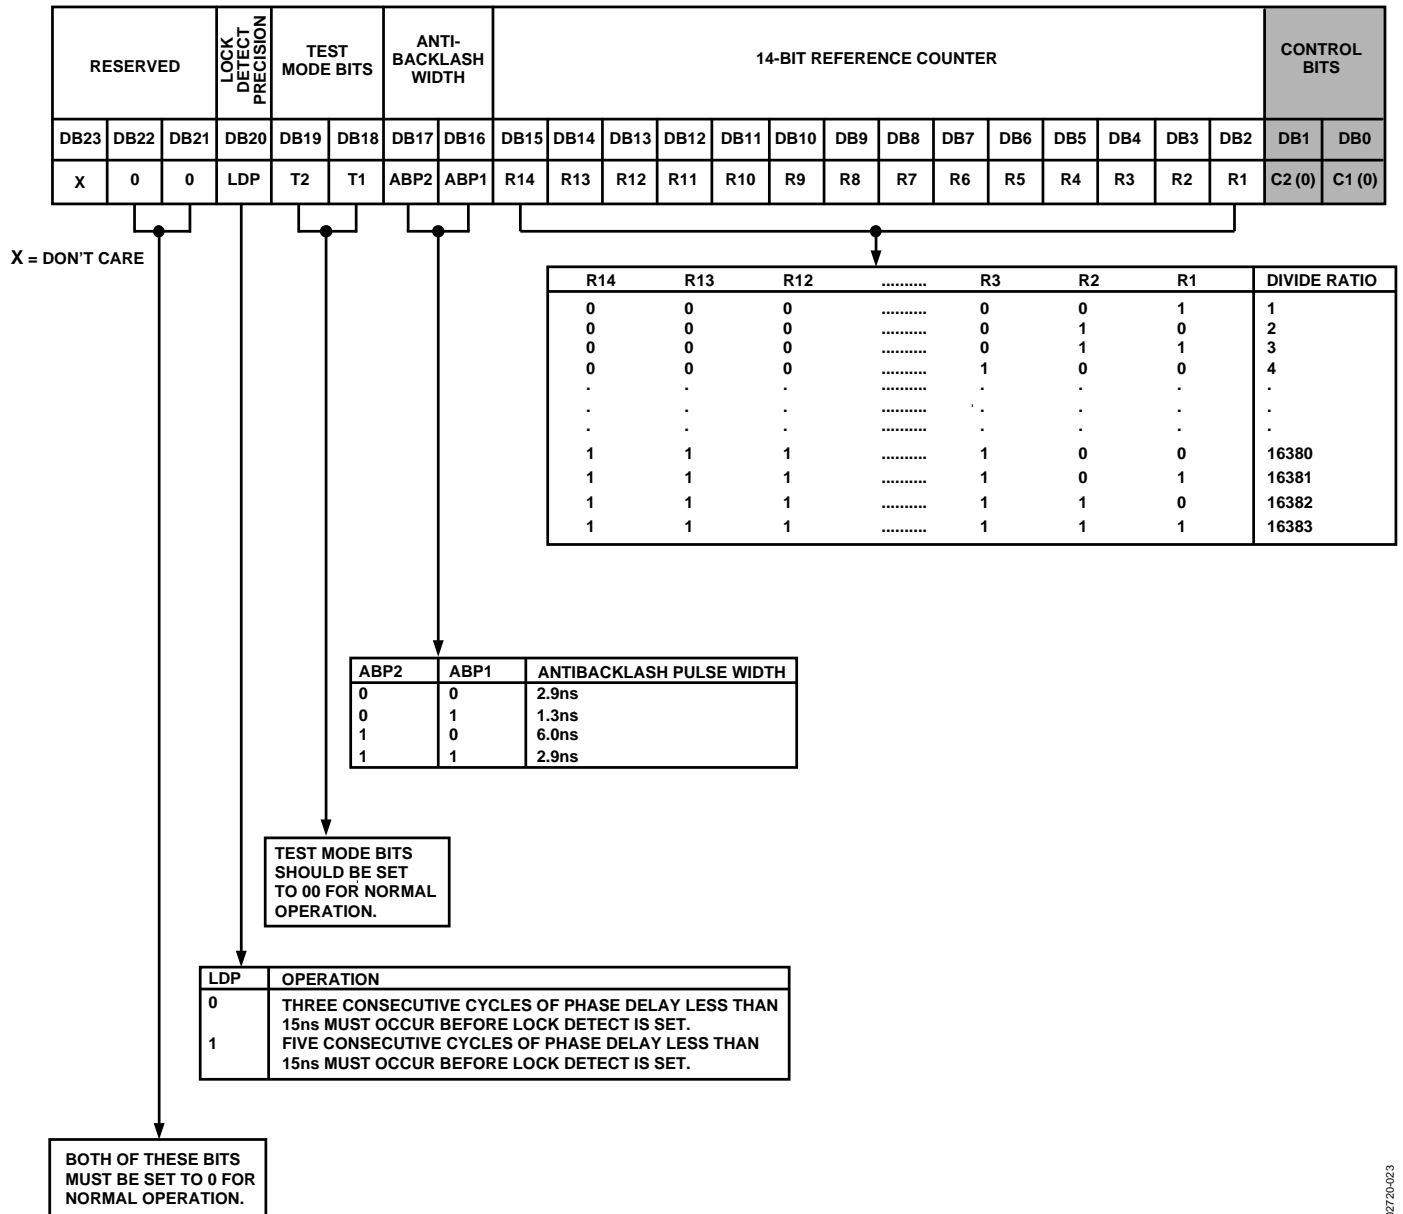 RESERVED
LOCK
DETECT
PRECISION
TEST
MODE BITS
ANTI-
BACKLASH
WIDTH
14-BIT REFERENCE COUNTER
CONTROL
BITS
DB23 DB22 DB21 DB20 DB19 DB18 DB17 DB16 DB15 DB14 DB13 DB12 DB11 DB10 DB9 DB8 DB7 DB6 DB5 DB4 DB3 DB2 DB1 DB0
X 0 0 LDP T2 T1 ABP2 ABP1 R14 R13 R12 R11 R10 R9 R8 R7 R6 R5 R4 R3 R2 R1 C2 (0) C1 (0)
X = DON'T CARE
R14 R13 R12 .......... R3 R2 R1 DIVIDE RATIO
0 0 0 .......... 0 0 1 1
0 0 0 .......... 0 1 0 2
0 0 0 .......... 0 1 1 3
0 0 0 .......... 1 0 0 4
. . . .......... . . . .
. . . .......... . . . .
. . . .......... . . . .
1 1 1 .......... 1 0 0 16380
1 1 1 .......... 1 0 1 16381
1 1 1 .......... 1 1 0 16382
1 1 1 .......... 1 1 1 16383
ABP2 ABP1 ANTIBACKLASH PULSE WIDTH
0 0 2.9ns
0 1 1.3ns
1 0 6.0ns
1 1 2.9ns
TEST MODE BITS
SHOULD BE SET
TO 00 FOR NORMAL
OPERATION.
LDP OPERATION
0 THREE CONSECUTIVE CYCLES OF PHASE DELAY LESS THAN
15ns MUST OCCUR BEFORE LOCK DETECT IS SET.
1 FIVE CONSECUTIVE CYCLES OF PHASE DELAY LESS THAN
15ns MUST OCCUR BEFORE LOCK DETECT IS SET.
BOTH OF THESE BITS
MUST BE SET TO 0 FOR
NORMAL OPERATION.
02720-023